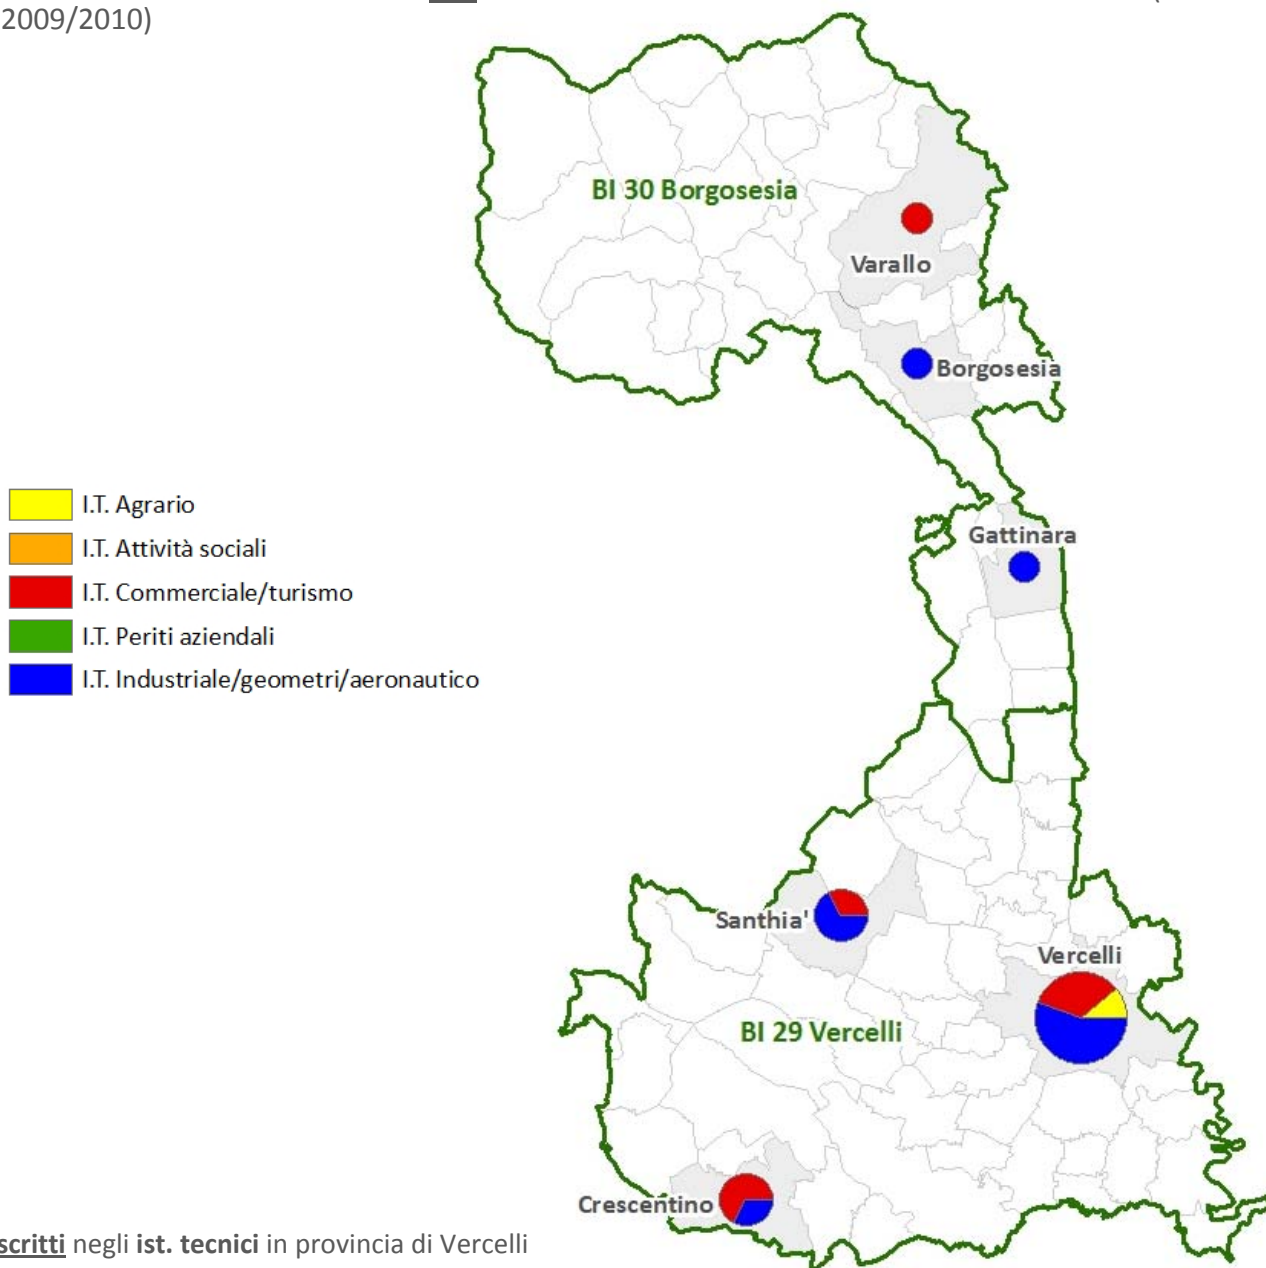 2009/2010)
BI 30 Borgosesia
Varallo
Borgosesia
I.T. Agrario
I.T. Attività sociali
I.T. Commerciale/turismo
I.T. Periti aziendali
I.T. Industriale/geometri/aeronautico
Gattinara
Santhia'
Vercelli
BI 29 Vercelli
Crescentino
scritti negli ist. tecnici in provincia di Vercelli